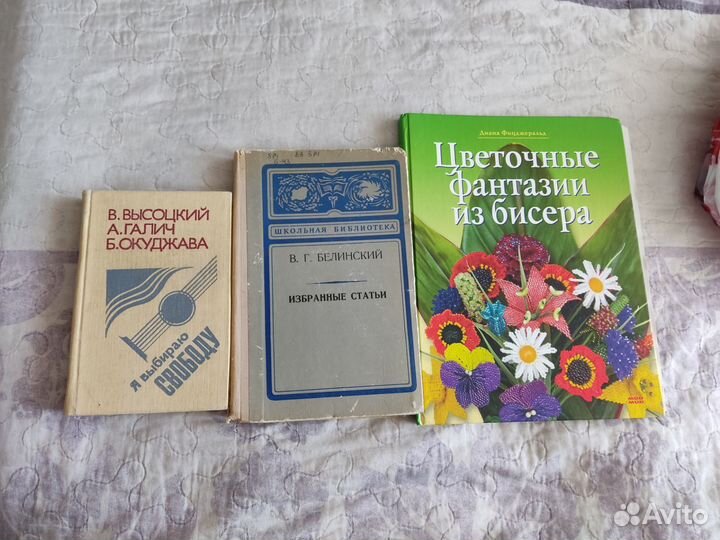 В. ВЫСОЦКИЙ
А. ГАЛИЧ
Б. ОКУДЖАВА
Я выбираю
СВОБОДУ
ШКОЛЬНАЯ БИБЛИОТЕКА
В. Г. БЕЛИНСКИЙ
ИЗБРАННЫЕ СТАТЬИ
Диана Фицджеральд
Цветочные
фантазии
из бисера
Avito